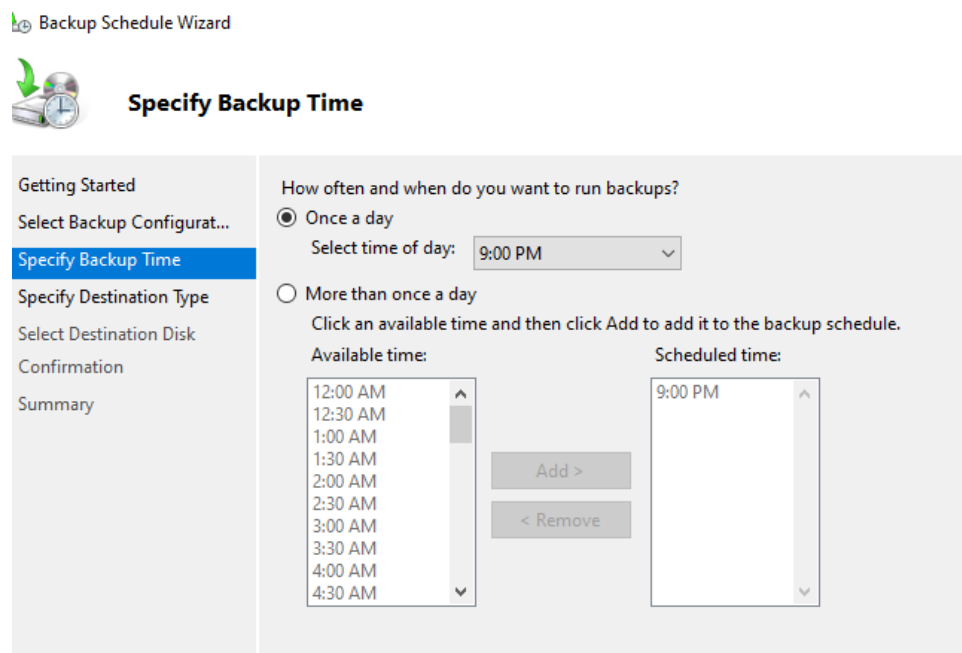 Backup Schedule Wizard
Specify Backup Time
Getting Started
Select Backup Configurat...
Specify Backup Time
Specify Destination Type
Select Destination Disk
Confirmation
Summary
How often and when do you want to run backups?
Once a day
Select time of day: 9:00 PM
More than once a day
Click an available time and then click Add to add it to the backup schedule.
Available time:
12:00 AM
12:30 AM
1:00 AM
1:30 AM
2:00 AM
2:30 AM
3:00 AM
3:30 AM
4:00 AM
4:30 AM
Add >
< Remove
Scheduled time:
9:00 PM